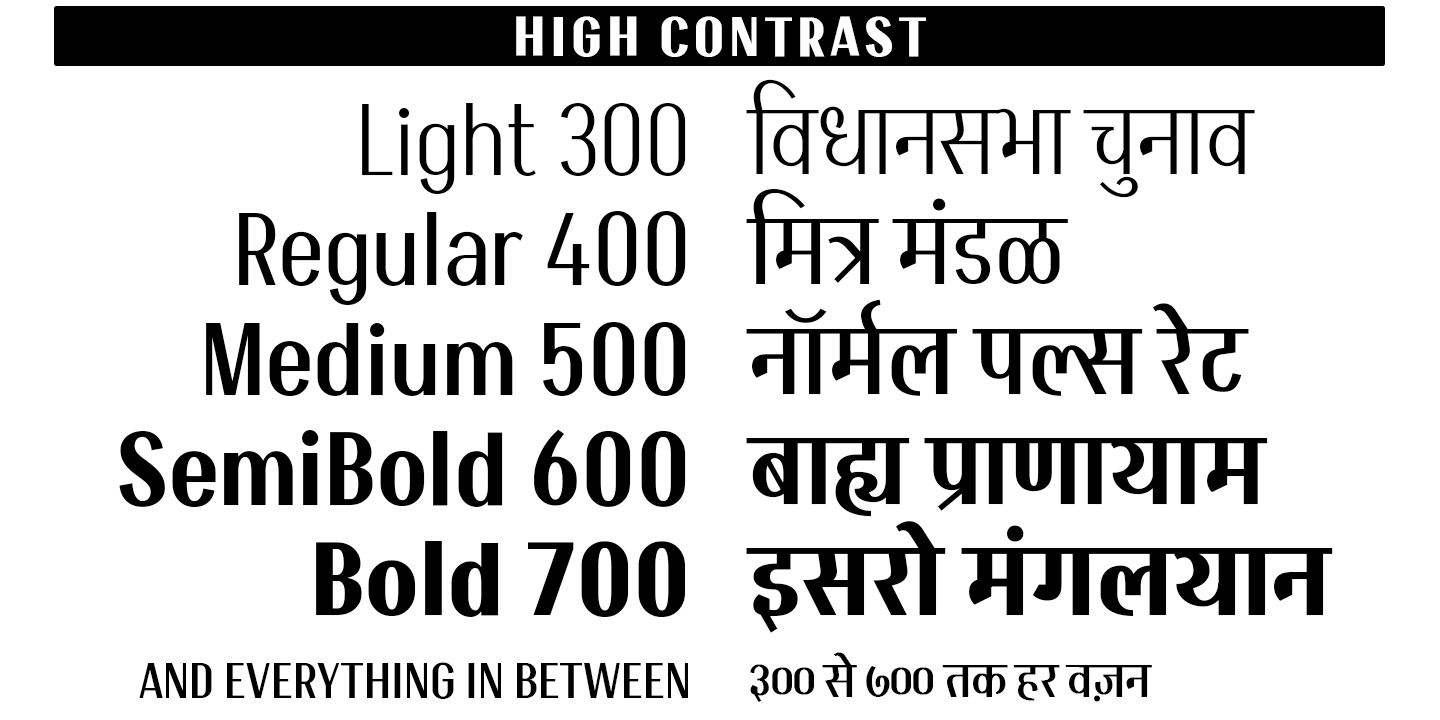 HIGH CONTRAST
Light 300 विधानसभा चुनाव
Regular 400 मित्र मंडळ
Medium 500 नॉर्मल पल्स रेट
SemiBold 600 बाह्य प्राणायाम
Bold 700 इसरो मंगलयान
AND EVERYTHING IN BETWEEN ३०० से ७०० तक हर वज़न